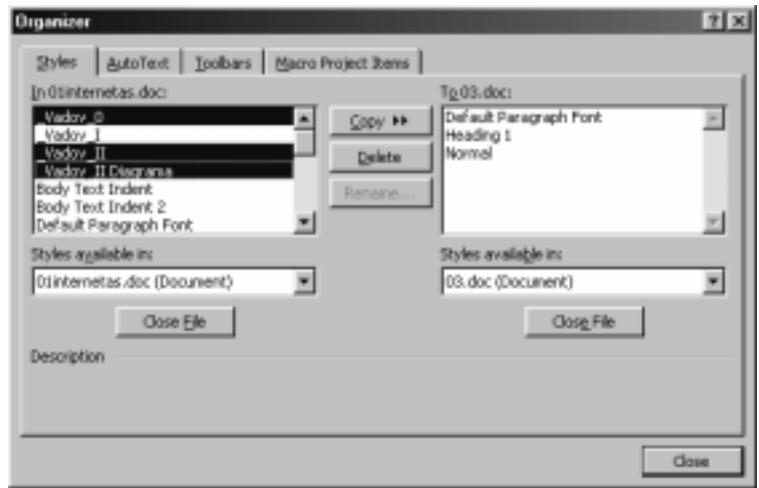 Organizer
Styles AutoText Toolbars Macro Project Items
In 01internetas.doc:
_Vadov_0
_Vadov_I
_Vadov_II
_Vadov_II Diagrama
Body Text Indent
Body Text Indent 2
Default Paragraph Font
Copy
Delete
Rename...
To 03.doc:
Default Paragraph Font
Heading 1
Normal
Styles available in:
01internetas.doc (Document)
Close File
Styles available in:
03.doc (Document)
Close File
Description
Close